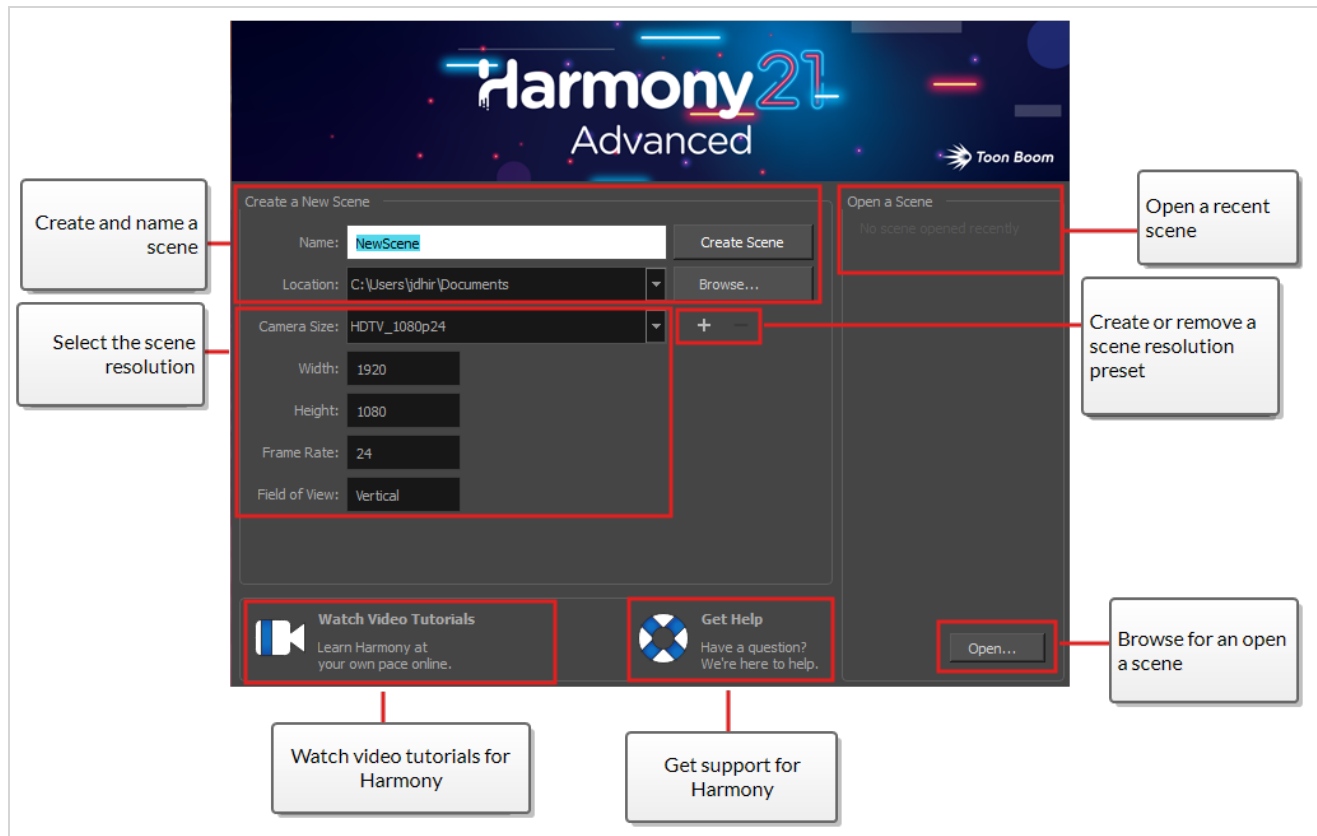 Harmony 21
Advanced
Toon Boom
Create and name a
scene
Select the scene
resolution
Create a New Scene
Name: NewScene Create Scene
Location: C:\Users\jdhir\Documents Browse...
Camera Size: HDTV_1080p24 + −
Width: 1920
Height: 1080
Frame Rate: 24
Field of View: Vertical
Open a Scene
No scene opened recently
Open a recent
scene
Create or remove a
scene resolution
preset
Watch Video Tutorials
Learn Harmony at
your own pace online.
Get Help
Have a question?
We're here to help.
Open...
Browse for an open
a scene
Watch video tutorials for
Harmony
Get support for
Harmony